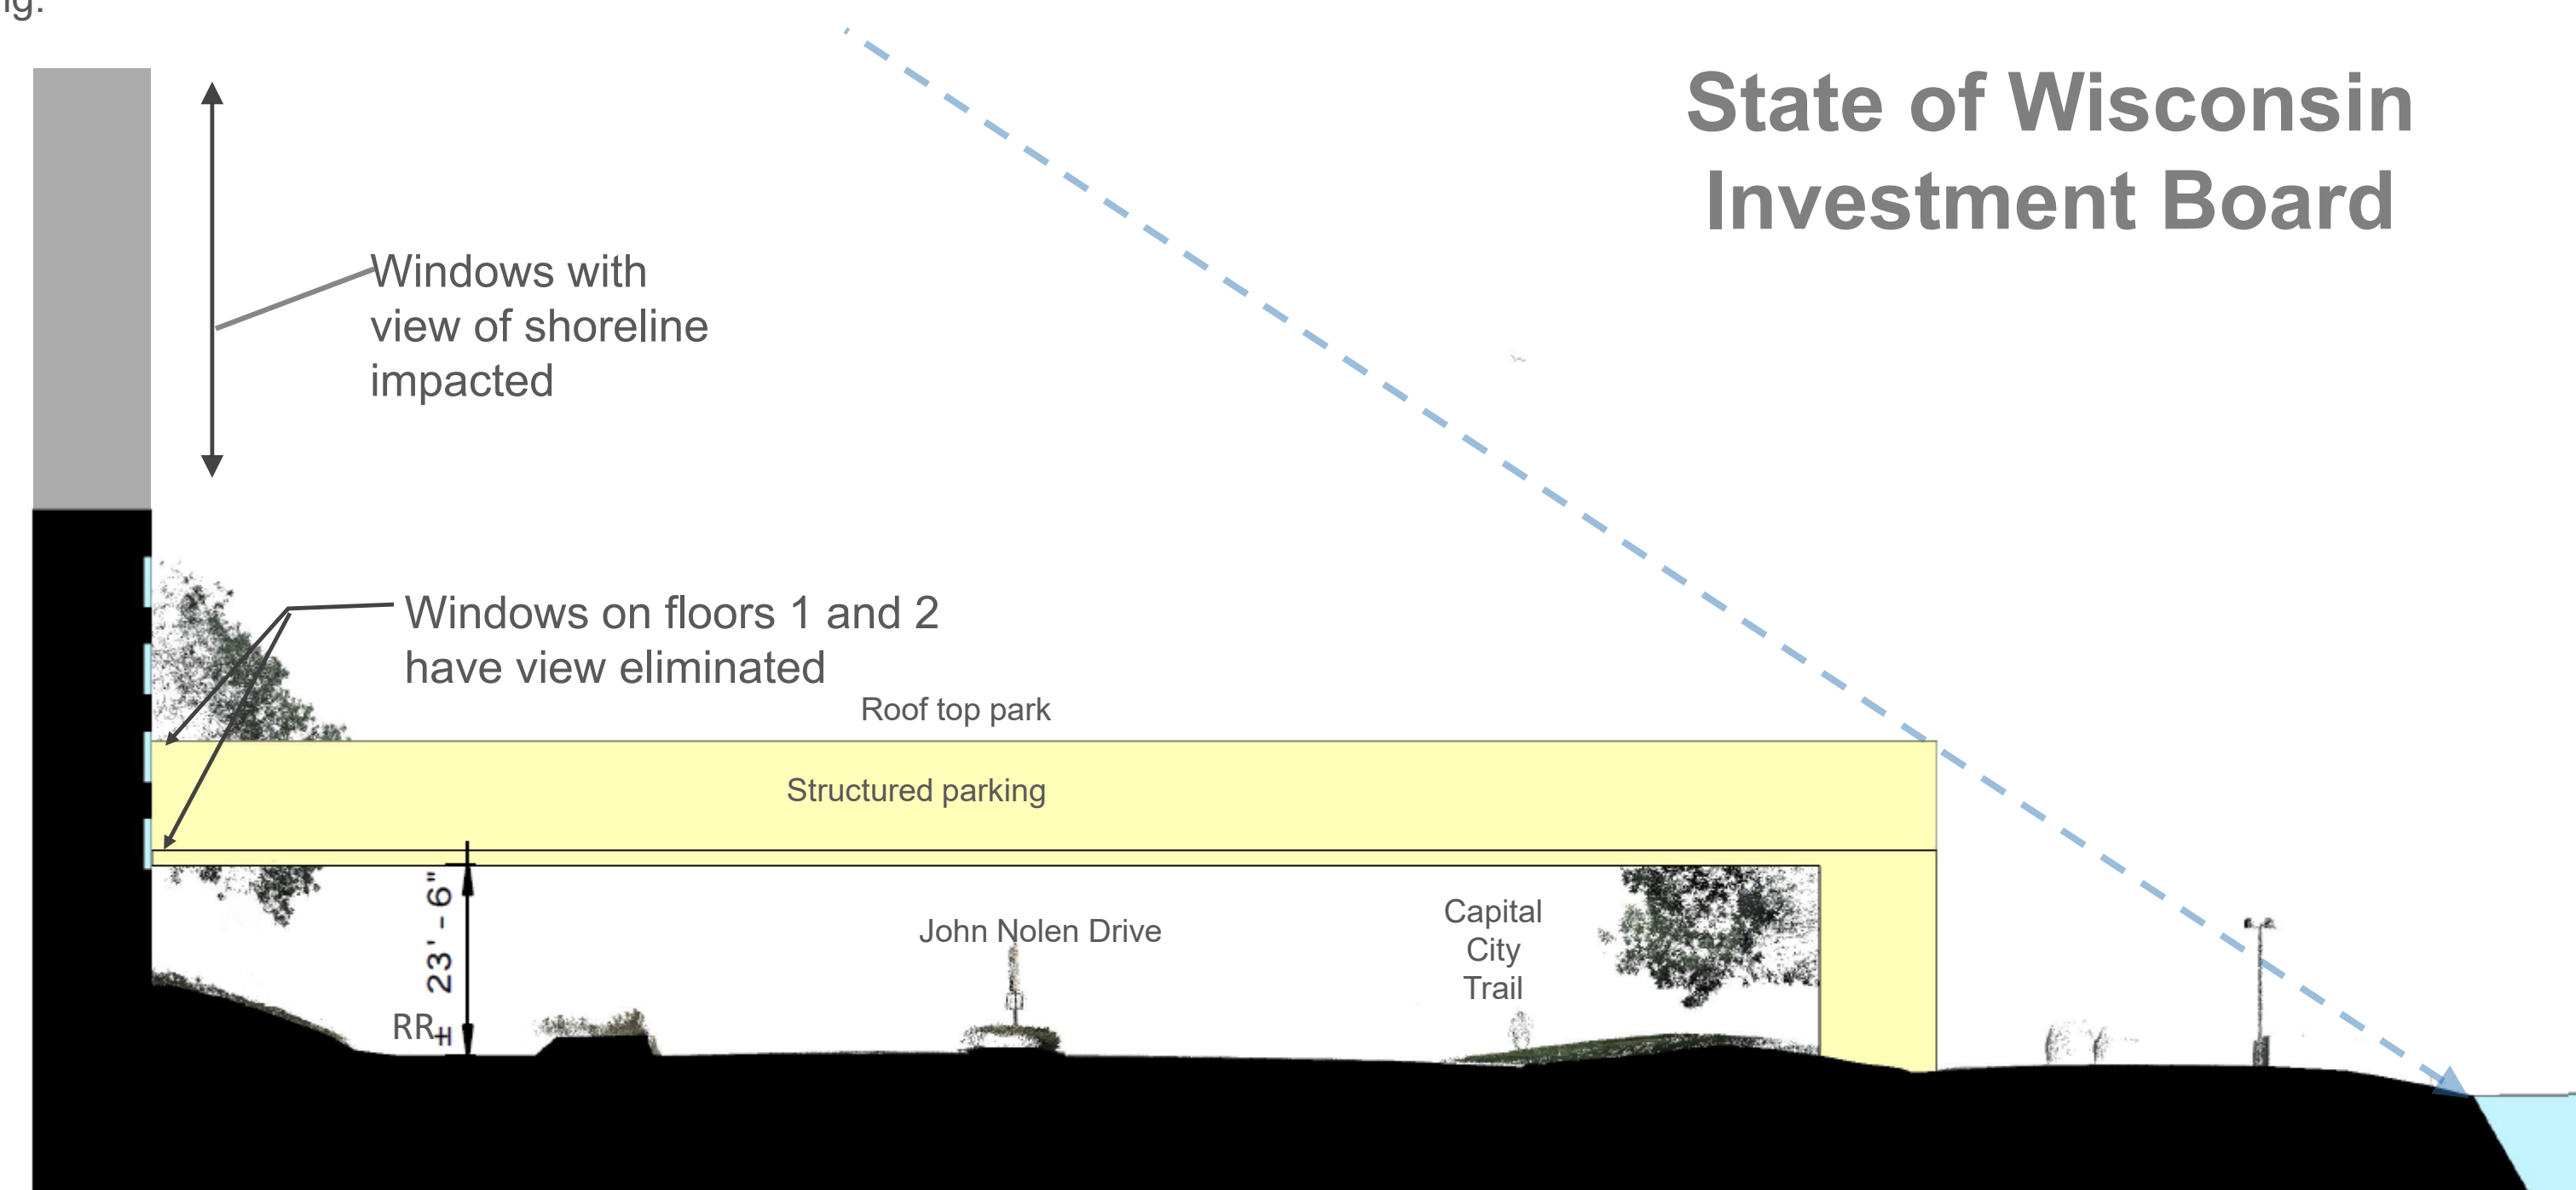 ng.
State of Wisconsin
Investment Board
Windows with
view of shoreline
impacted
Windows on floors 1 and 2
have view eliminated
Roof top park
Structured parking
± 23'-6"
RR
John Nolen Drive
Capital
City
Trail